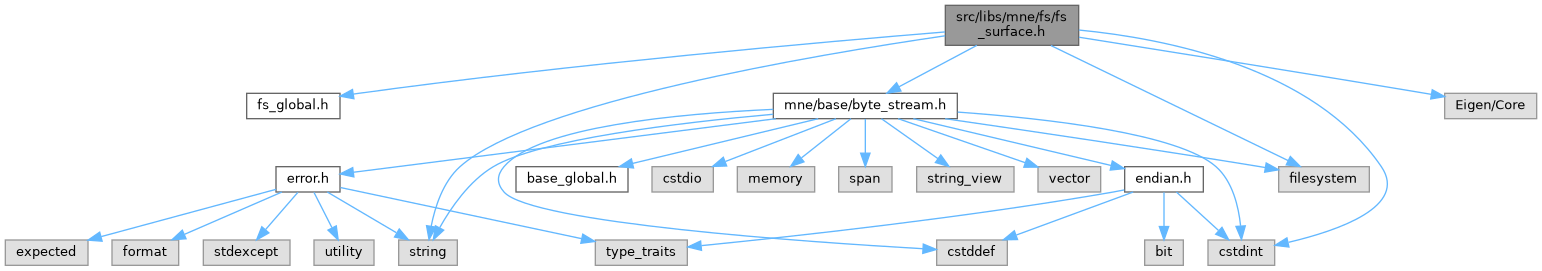 src/libs/mne/fs/fs
_surface.h
fs_global.h
mne/base/byte_stream.h
Eigen/Core
error.h
base_global.h
cstdio
memory
span
string_view
vector
endian.h
filesystem
expected
format
stdexcept
utility
string
type_traits
cstddef
bit
cstdint